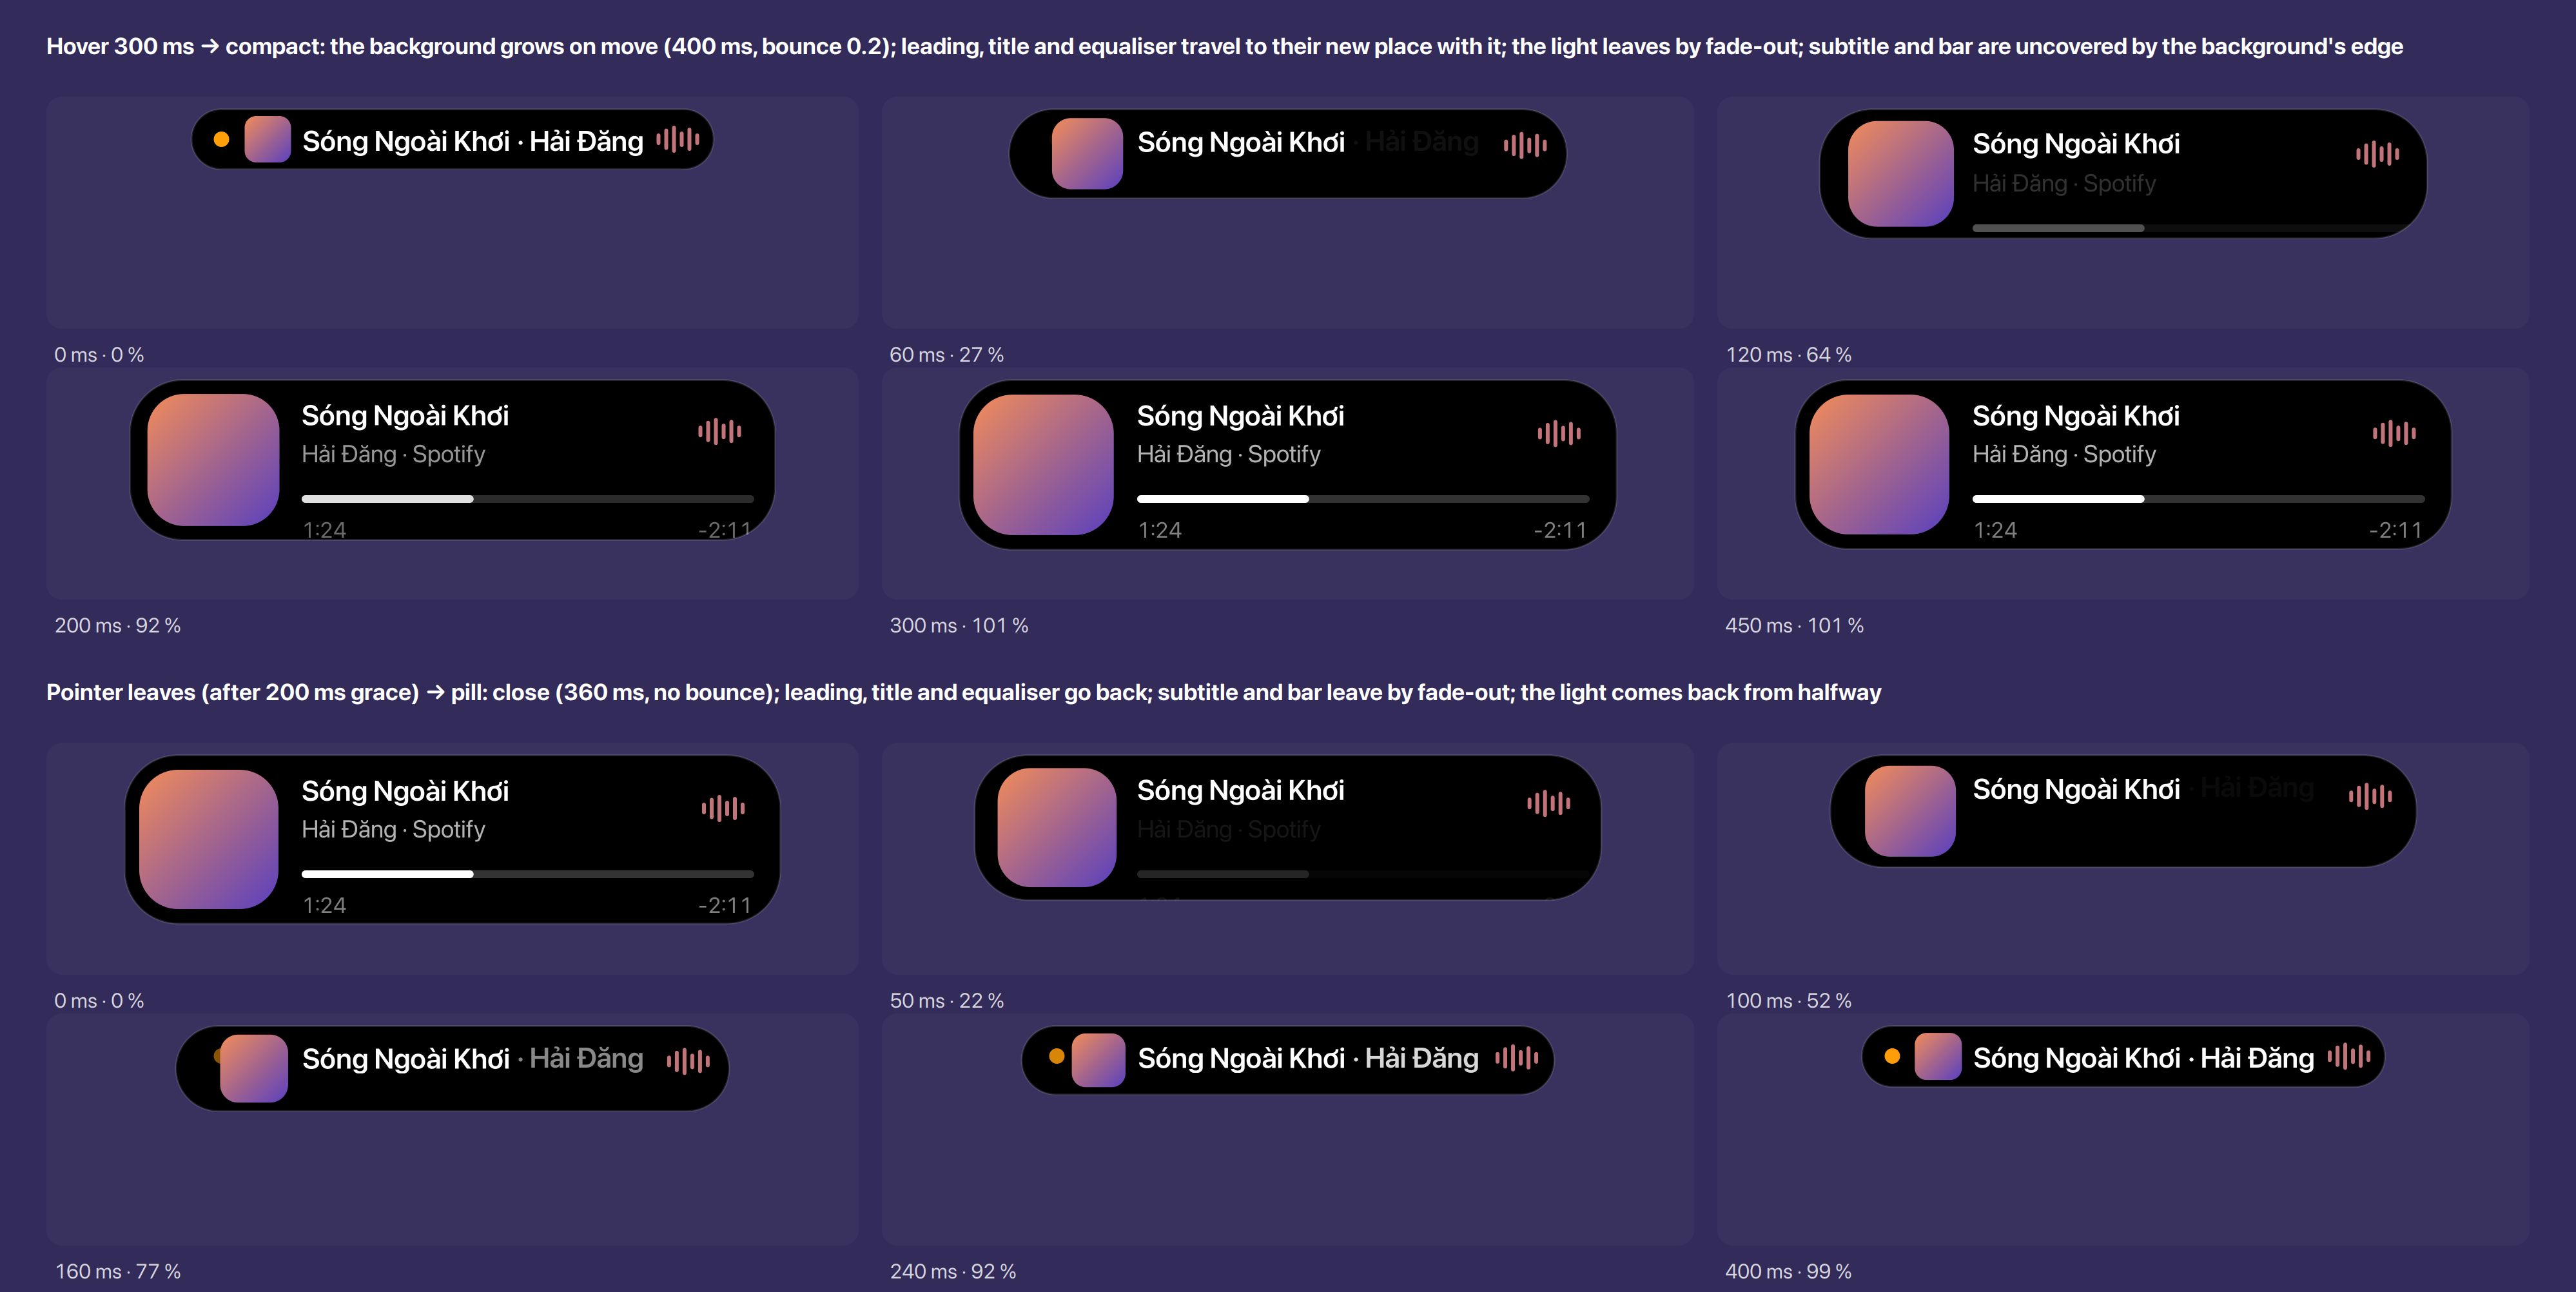 Hover 300 ms → compact: the background grows on move (400 ms, bounce 0.2); leading, title and equaliser travel to their new place with it; the light leaves by fade-out; subtitle and bar are uncovered by the background's edge
Sóng Ngoài Khơi · Hải Đăng
0 ms · 0 %
Sóng Ngoài Khơi · Hải Đăng
60 ms · 27 %
Sóng Ngoài Khơi
Hải Đăng · Spotify
120 ms · 64 %
Sóng Ngoài Khơi
Hải Đăng · Spotify
1:24 -2:11
200 ms · 92 %
Sóng Ngoài Khơi
Hải Đăng · Spotify
1:24 -2:11
300 ms · 101 %
Sóng Ngoài Khơi
Hải Đăng · Spotify
1:24 -2:11
450 ms · 101 %
Pointer leaves (after 200 ms grace) → pill: close (360 ms, no bounce); leading, title and equaliser go back; subtitle and bar leave by fade-out; the light comes back from halfway
Sóng Ngoài Khơi
Hải Đăng · Spotify
1:24 -2:11
0 ms · 0 %
Sóng Ngoài Khơi
Hải Đăng · Spotify
50 ms · 22 %
Sóng Ngoài Khơi · Hải Đăng
100 ms · 52 %
Sóng Ngoài Khơi · Hải Đăng
160 ms · 77 %
Sóng Ngoài Khơi · Hải Đăng
240 ms · 92 %
Sóng Ngoài Khơi · Hải Đăng
400 ms · 99 %